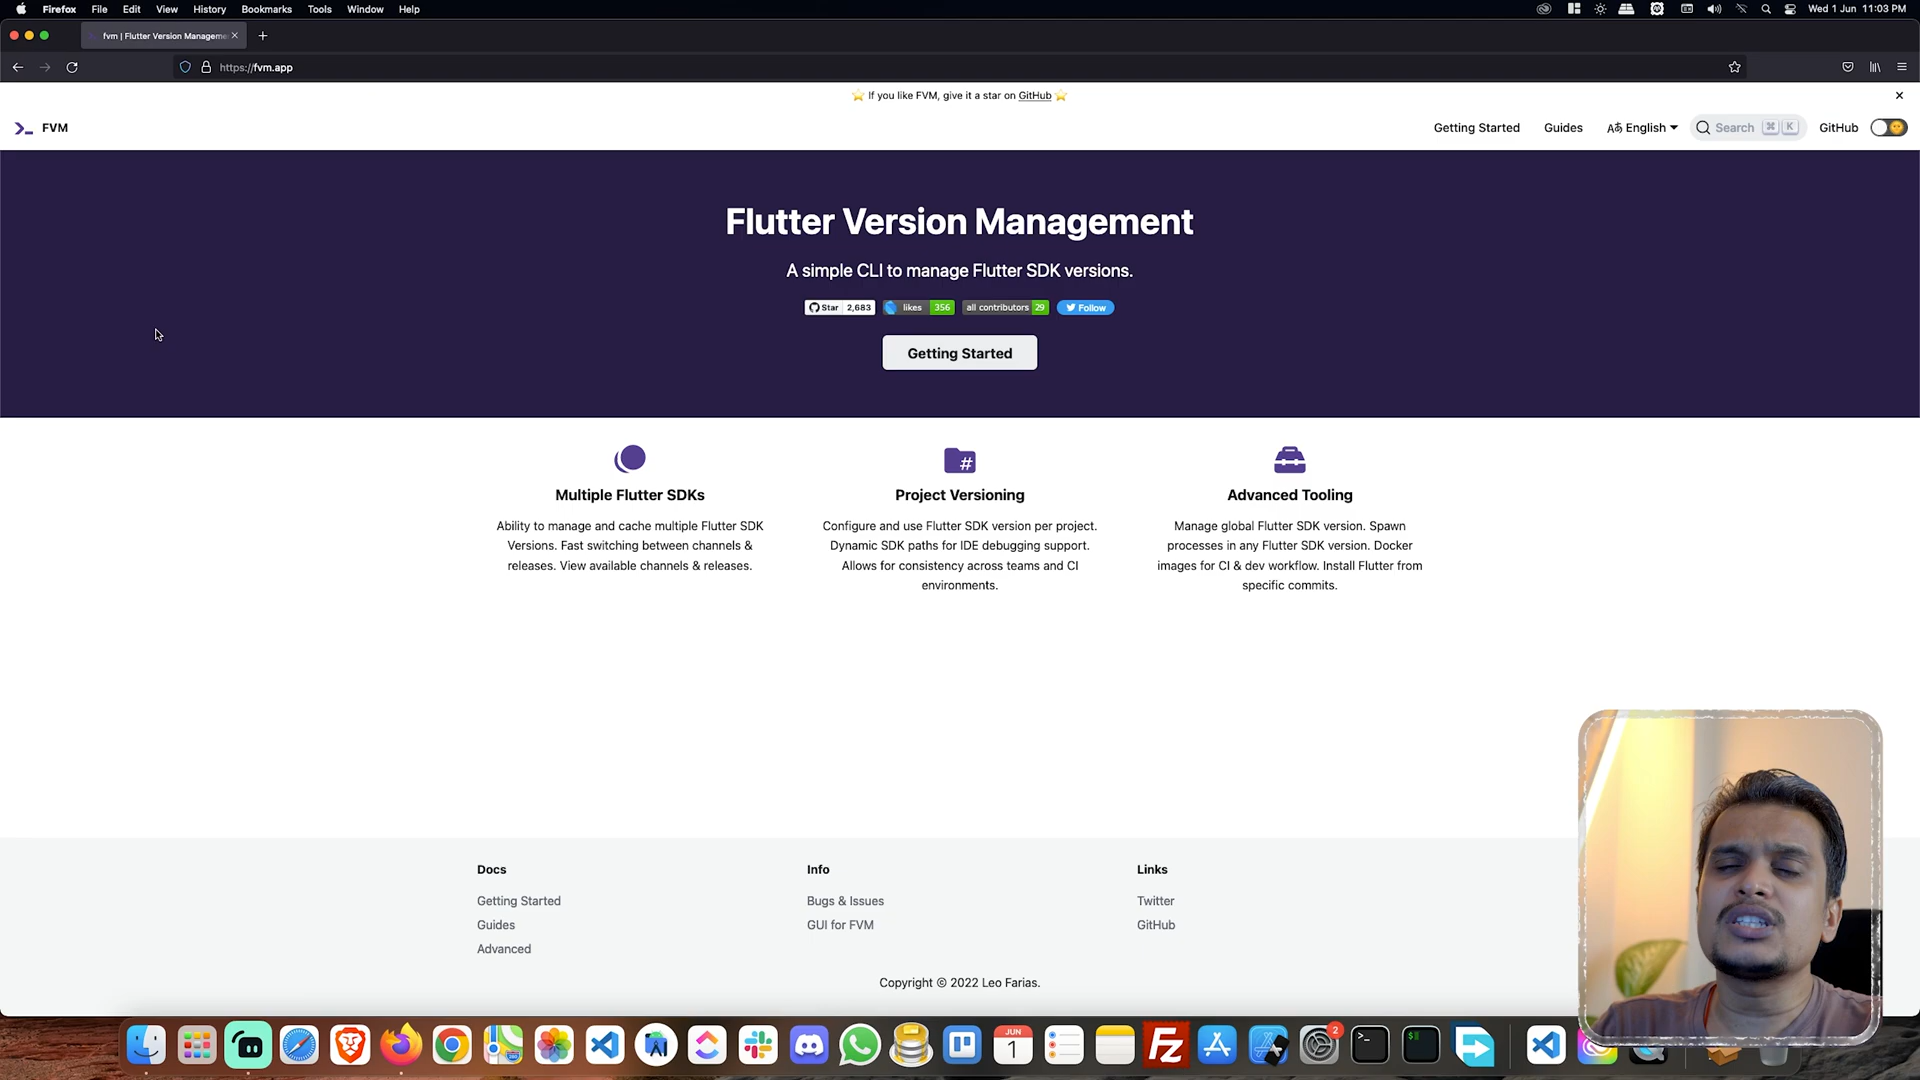 Firefox File Edit View History Bookmarks Tools Window Help
Wed 1 Jun 11:03 PM
fvm | Flutter Version Manageme
https://fvm.app
⭐ If you like FVM, give it a star on GitHub ⭐
FVM
Getting Started Guides English Search ⌘ K GitHub
Flutter Version Management
A simple CLI to manage Flutter SDK versions.
Star 2,683 likes 356 all contributors 29 Follow
Getting Started
Multiple Flutter SDKs
Ability to manage and cache multiple Flutter SDK
Versions. Fast switching between channels &
releases. View available channels & releases.
Project Versioning
Configure and use Flutter SDK version per project.
Dynamic SDK paths for IDE debugging support.
Allows for consistency across teams and CI
environments.
Advanced Tooling
Manage global Flutter SDK version. Spawn
processes in any Flutter SDK version. Docker
images for CI & dev workflow. Install Flutter from
specific commits.
Docs
Getting Started
Guides
Advanced
Info
Bugs & Issues
GUI for FVM
Links
Twitter
GitHub
Copyright © 2022 Leo Farias.
JUN
1
2